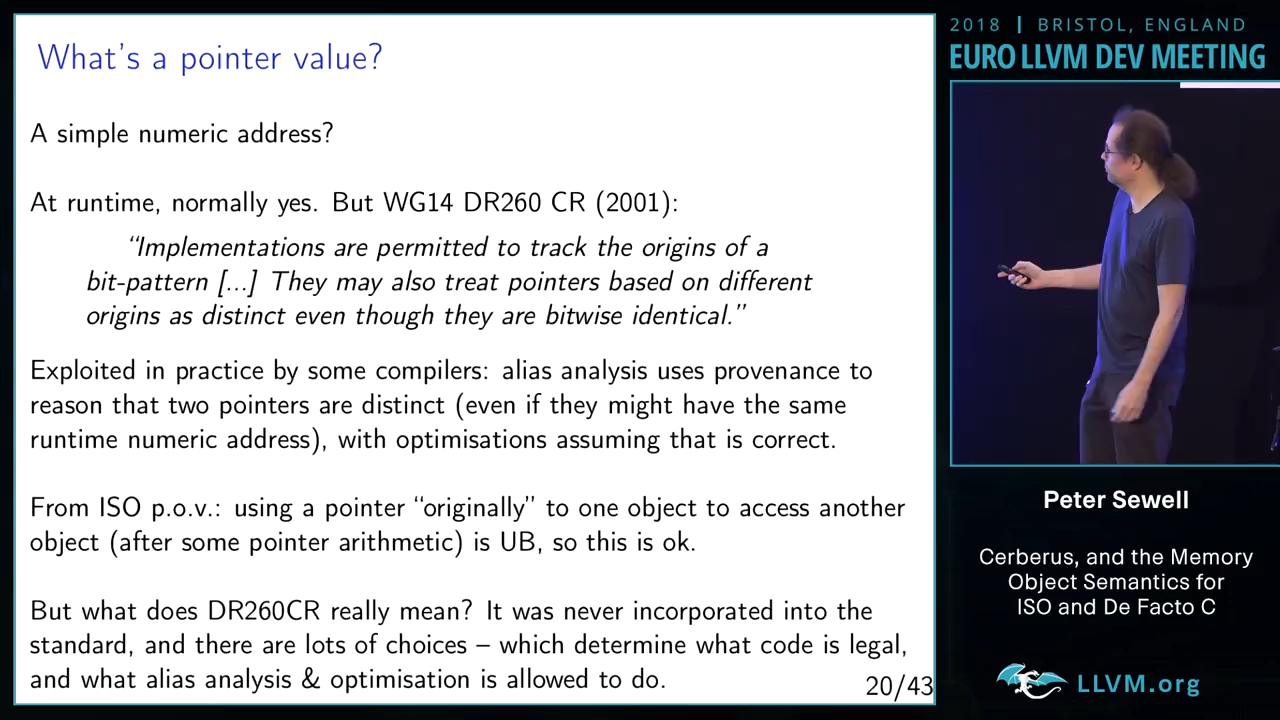 What's a pointer value?
A simple numeric address?
At runtime, normally yes. But WG14 DR260 CR (2001):
“Implementations are permitted to track the origins of a
bit-pattern [...] They may also treat pointers based on different
origins as distinct even though they are bitwise identical.”
Exploited in practice by some compilers: alias analysis uses provenance to
reason that two pointers are distinct (even if they might have the same
runtime numeric address), with optimisations assuming that is correct.
From ISO p.o.v.: using a pointer “originally” to one object to access another
object (after some pointer arithmetic) is UB, so this is ok.
But what does DR260CR really mean? It was never incorporated into the
standard, and there are lots of choices – which determine what code is legal,
and what alias analysis & optimisation is allowed to do.
20/43
2018 | BRISTOL, ENGLAND
EURO LLVM DEV MEETING
Peter Sewell
Cerberus, and the Memory
Object Semantics for
ISO and De Facto C
LLVM.org